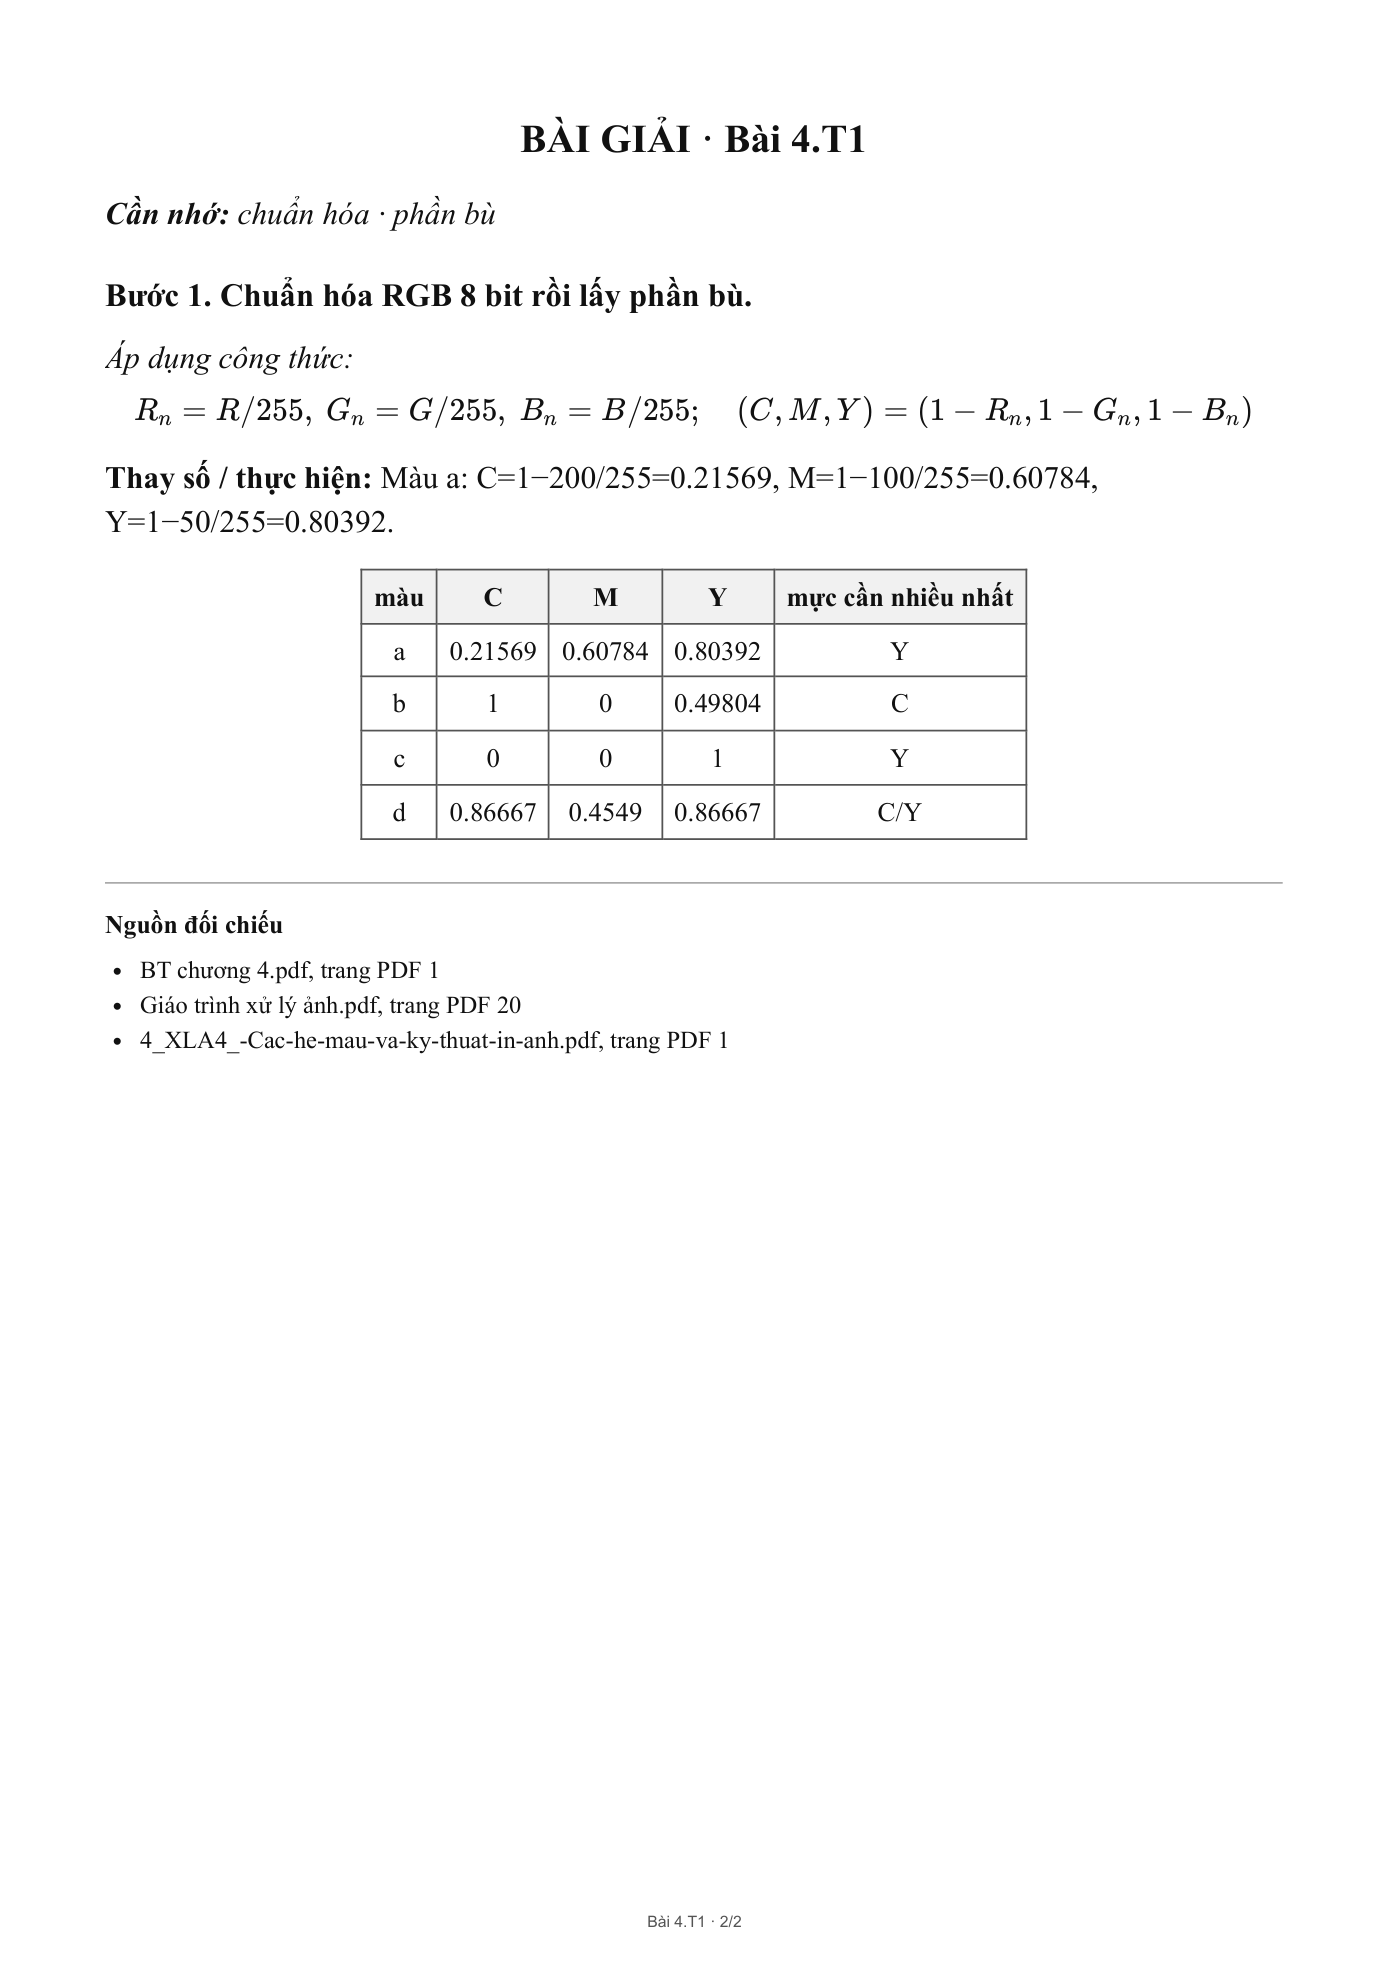 BÀI GIẢI · Bài 4.T1
Cần nhớ: chuẩn hóa · phần bù
Bước 1. Chuẩn hóa RGB 8 bit rồi lấy phần bù.
Áp dụng công thức:
Rₙ = R/255, Gₙ = G/255, Bₙ = B/255; (C, M, Y) = (1 − Rₙ, 1 − Gₙ, 1 − Bₙ)
Thay số / thực hiện: Màu a: C=1−200/255=0.21569, M=1−100/255=0.60784,
Y=1−50/255=0.80392.
màu C M Y mực cần nhiều nhất
a 0.21569 0.60784 0.80392 Y
b 1 0 0.49804 C
c 0 0 1 Y
d 0.86667 0.4549 0.86667 C/Y
Nguồn đối chiếu
• BT chương 4.pdf, trang PDF 1
• Giáo trình xử lý ảnh.pdf, trang PDF 20
• 4_XLA4_-Cac-he-mau-va-ky-thuat-in-anh.pdf, trang PDF 1
Bài 4.T1 · 2/2